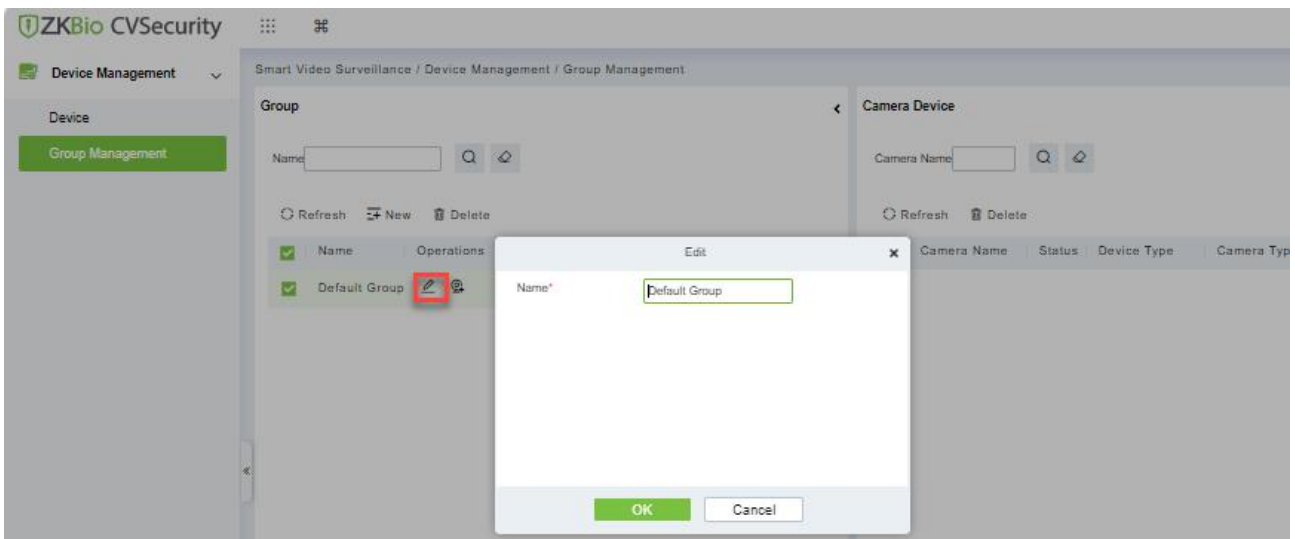 ZKBio CVSecurity
Device Management
Device
Group Management
Smart Video Surveillance / Device Management / Group Management
Group
Name
Refresh New Delete
Name Operations
Default Group
Camera Device
Camera Name
Refresh Delete
Camera Name Status Device Type Camera Typ
Edit
Name* Default Group
OK Cancel